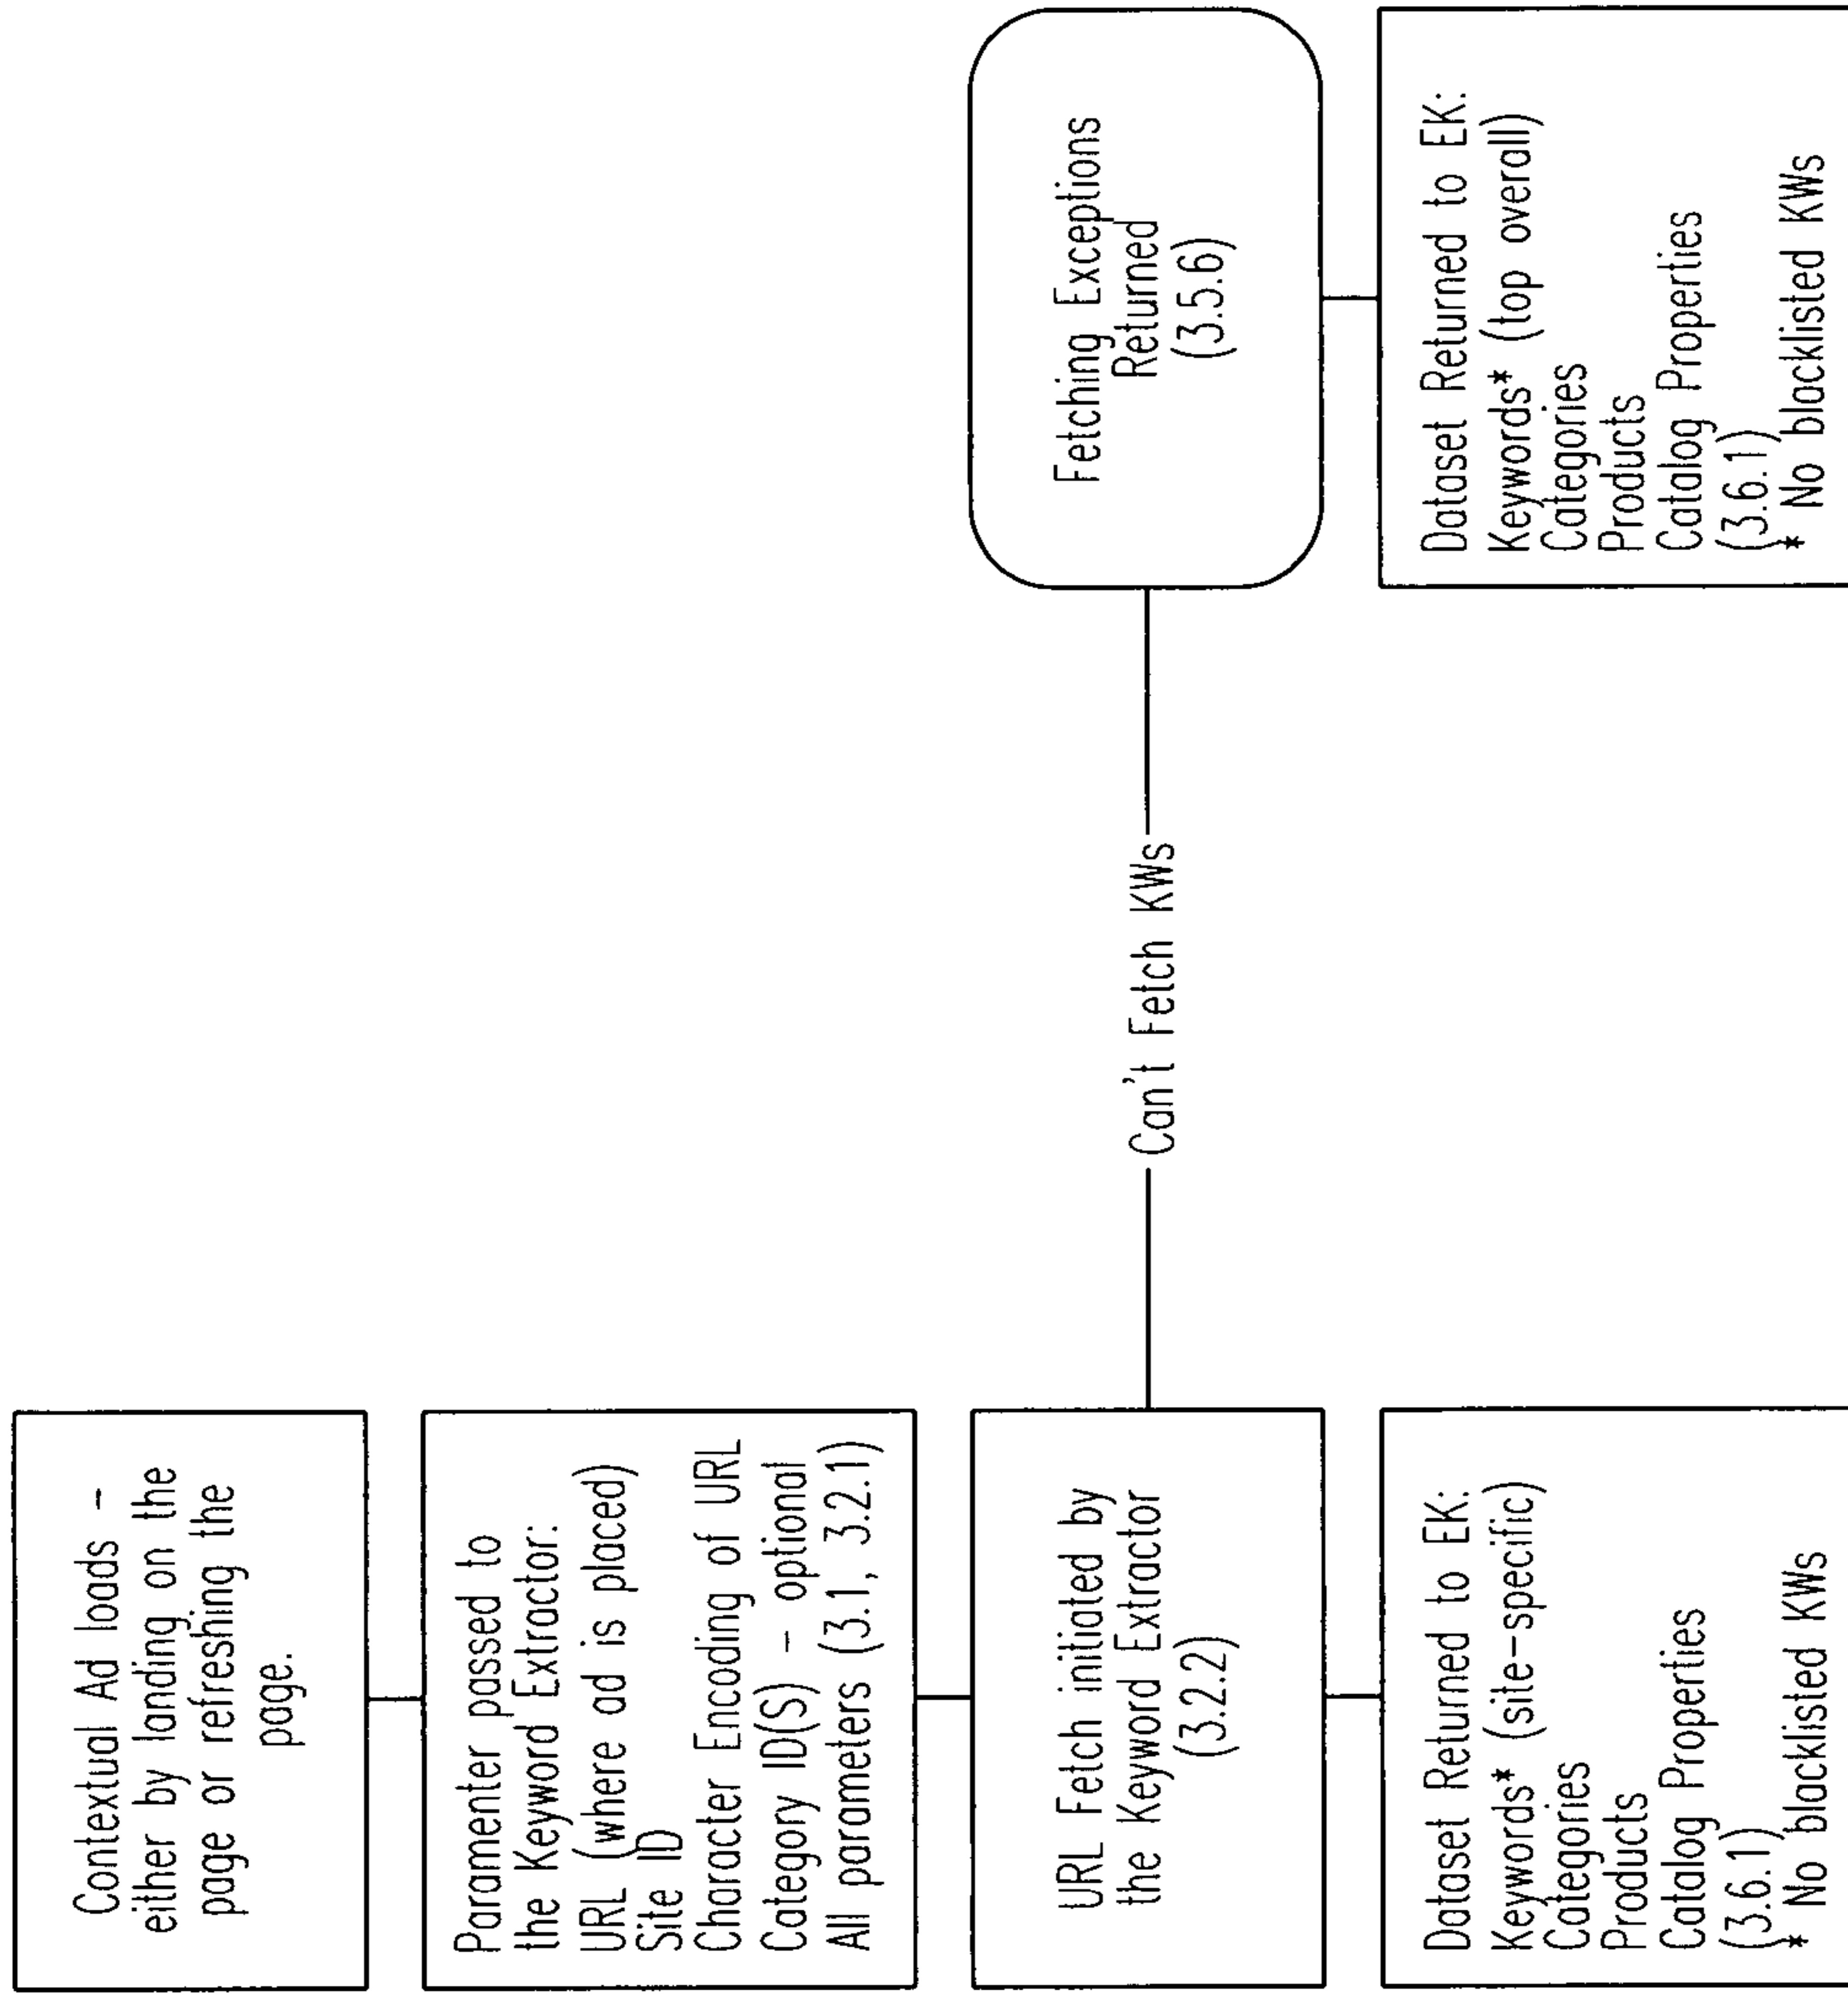 Contextual Ad loads -
either by landing on the
page or refreshing the
page.
Paramenter passed to
the Keyword Extractor:
URL (where ad is placed)
Site ID
Character Encoding of URL
Category ID(S) - optional
All parameters (3.1, 3.2.1)
URL Fetch initiated by
the Keyword Extractor
(3.2.2)
Can't Fetch KWs
Fetching Exceptions
Returned
(3.5.6)
Dataset Returned to EK:
Keywords* (site-specific)
Categories
Products
Catalog Properties
(3.6.1)
* No blacklisted KWs
Dataset Returned to EK:
Keywords* (top overall)
Categories
Products
Catalog Properties
(3.6.1)
* No blacklisted KWs